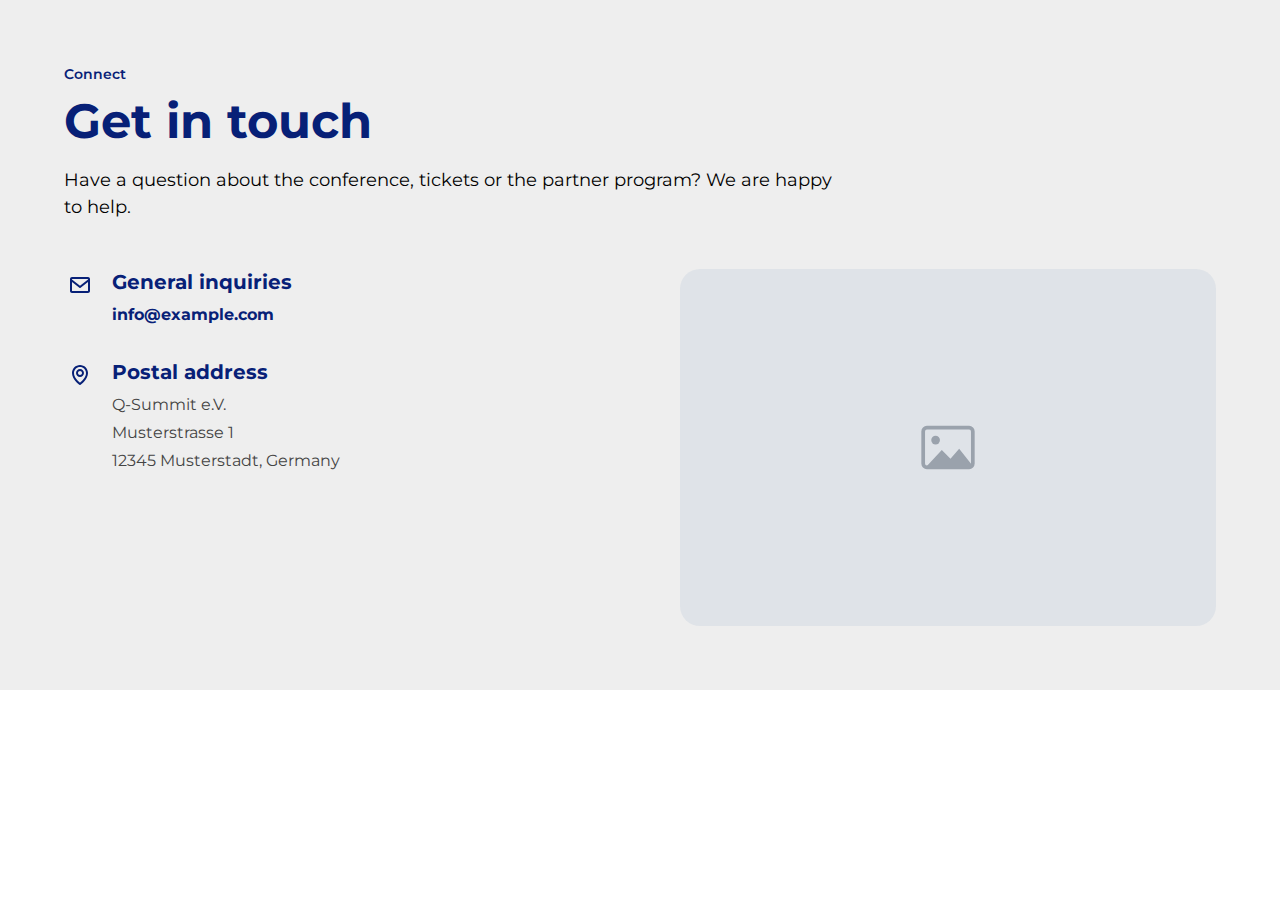 Connect
Get in touch
Have a question about the conference, tickets or the partner program? We are happy
to help.
General inquiries
info@example.com
Postal address
Q-Summit e.V.
Musterstrasse 1
12345 Musterstadt, Germany